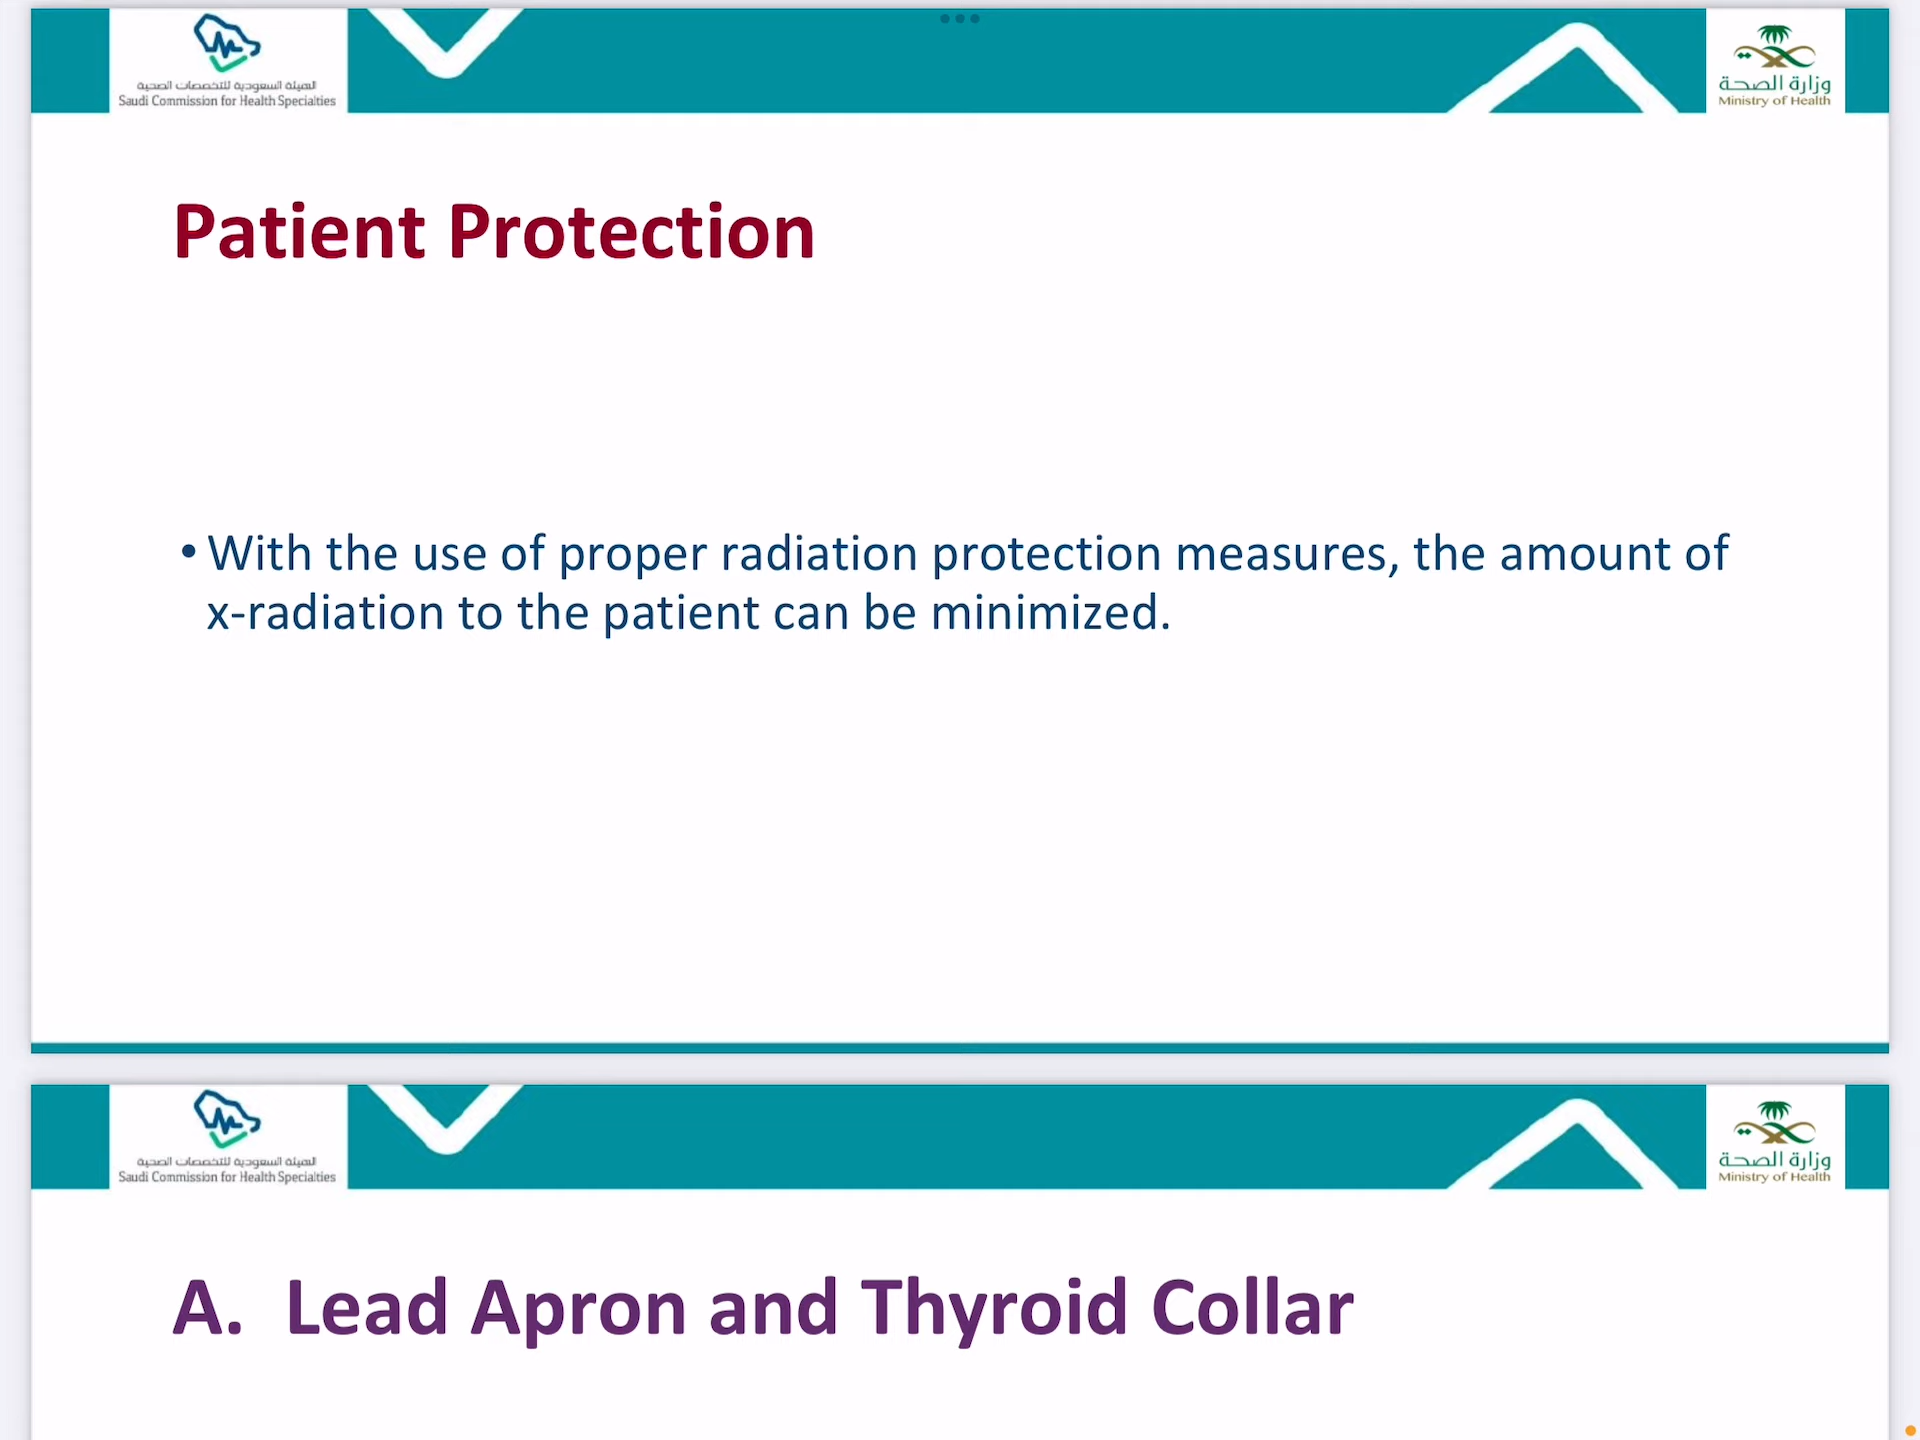 الهيئة السعودية للتخصصات الصحية
Saudi Commission for Health Specialties
وزارة الصحة
Ministry of Health
Patient Protection
• With the use of proper radiation protection measures, the amount of
x-radiation to the patient can be minimized.
الهيئة السعودية للتخصصات الصحية
Saudi Commission for Health Specialties
وزارة الصحة
Ministry of Health
A. Lead Apron and Thyroid Collar